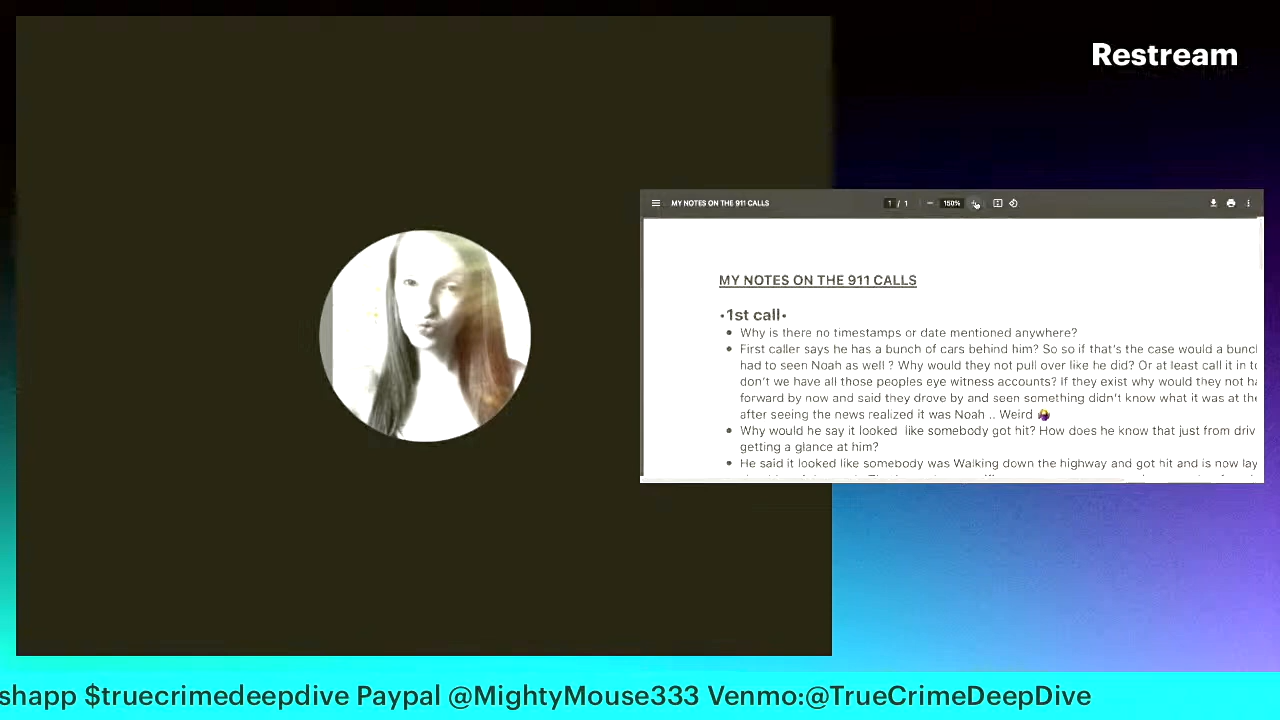 Restream
MY NOTES ON THE 911 CALLS
1 / 1
150%
MY NOTES ON THE 911 CALLS
•1st call•
Why is there no timestamps or date mentioned anywhere?
First caller says he has a bunch of cars behind him? So so if that's the case would a bunc
had to seen Noah as well ? Why would they not pull over like he did? Or at least call it in t
don't we have all those peoples eye witness accounts? If they exist why would they not ha
forward by now and said they drove by and seen something didn't know what it was at the
after seeing the news realized it was Noah .. Weird 🤷‍♀️
Why would he say it looked like somebody got hit? How does he know that just from driv
getting a glance at him?
He said it looked like somebody was Walking down the highway and got hit and is now lay
shapp $truecrimedeepdive Paypal @MightyMouse333 Venmo:@TrueCrimeDeepDive